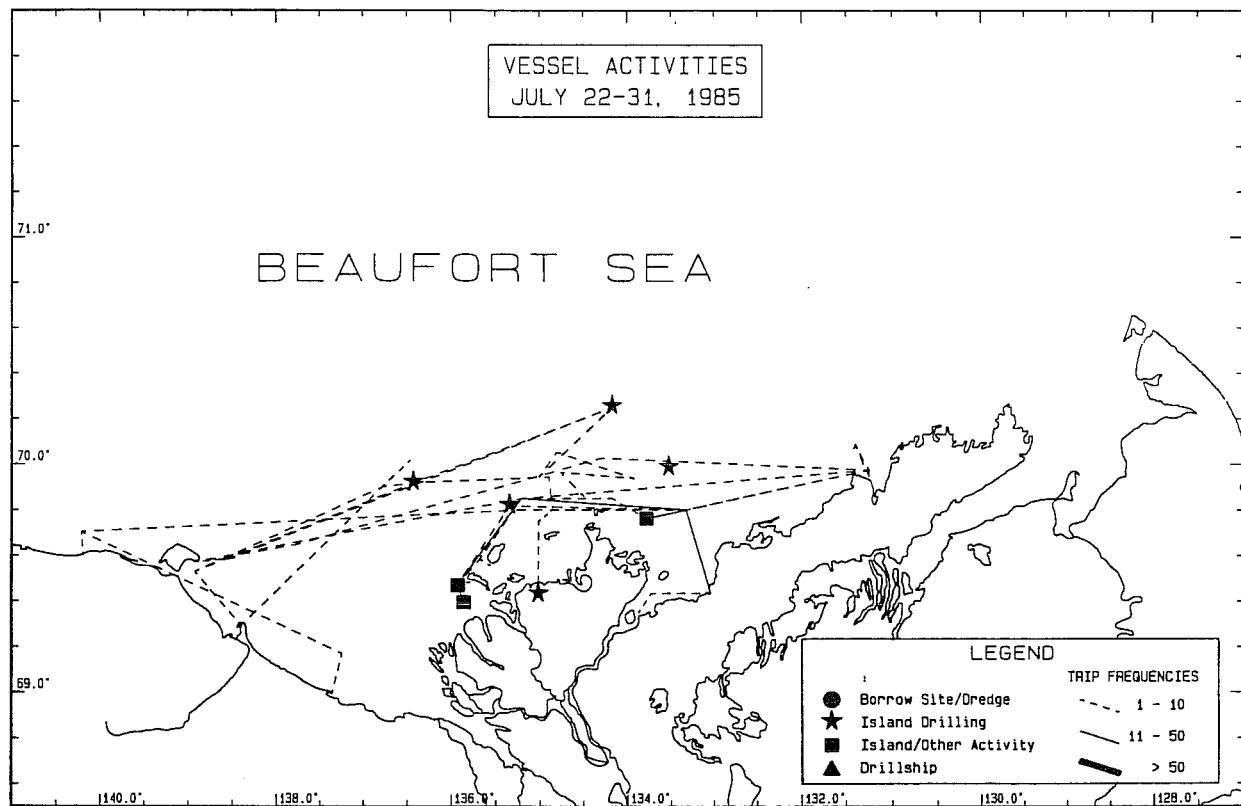 VESSEL ACTIVITIES
JULY 22-31, 1985
71.0°
BEAUFORT SEA
70.0°
69.0°
LEGEND
TRIP FREQUENCIES
Borrow Site/Dredge
1 - 10
Island Drilling
11 - 50
Island/Other Activity
> 50
Drillship
140.0° 138.0° 136.0° 134.0° 132.0° 130.0° 128.0°